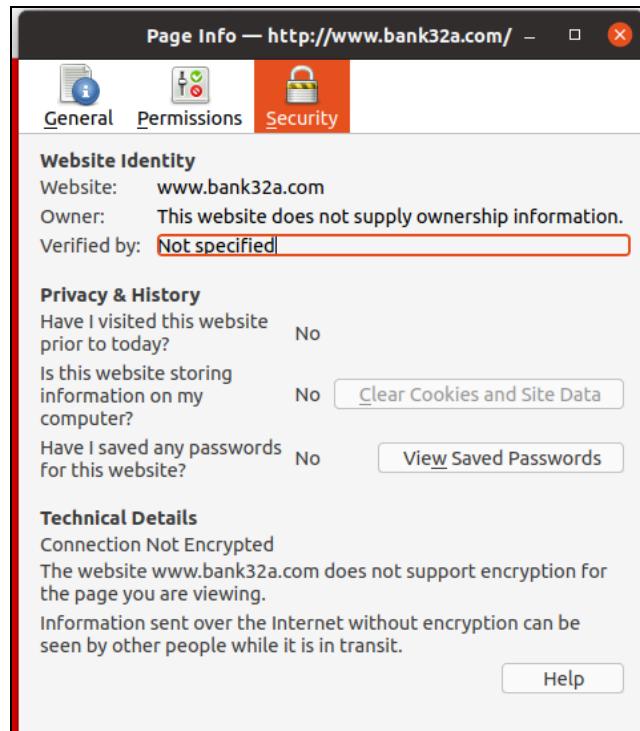 Page Info — http://www.bank32a.com/
General Permissions Security
Website Identity
Website: www.bank32a.com
Owner: This website does not supply ownership information.
Verified by: Not specified
Privacy & History
Have I visited this website
prior to today? No
Is this website storing
information on my
computer? No Clear Cookies and Site Data
Have I saved any passwords
for this website? No View Saved Passwords
Technical Details
Connection Not Encrypted
The website www.bank32a.com does not support encryption for
the page you are viewing.
Information sent over the Internet without encryption can be
seen by other people while it is in transit.
Help